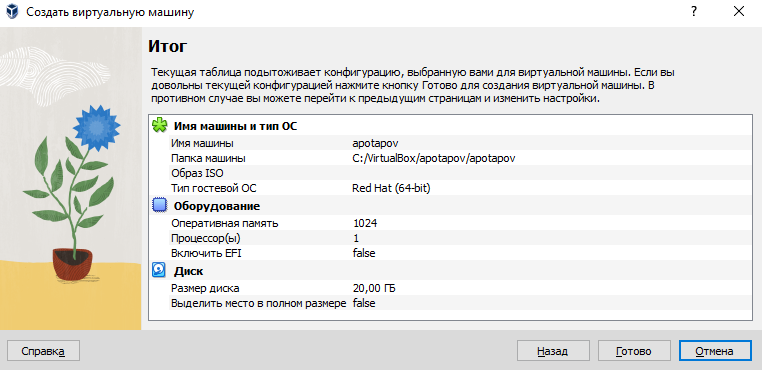 Создать виртуальную машину
Итог
Текущая таблица подытоживает конфигурацию, выбранную вами для виртуальной машины. Если вы
довольны текущей конфигурацией нажмите кнопку Готово для создания виртуальной машины. В
противном случае вы можете перейти к предыдущим страницам и изменить настройки.
Имя машины и тип ОС
Имя машины apotapov
Папка машины C:/VirtualBox/apotapov/apotapov
Образ ISO
Тип гостевой ОС Red Hat (64-bit)
Оборудование
Оперативная память 1024
Процессор(ы) 1
Включить EFI false
Диск
Размер диска 20,00 ГБ
Выделить место в полном размере false
Справка Назад Готово Отмена